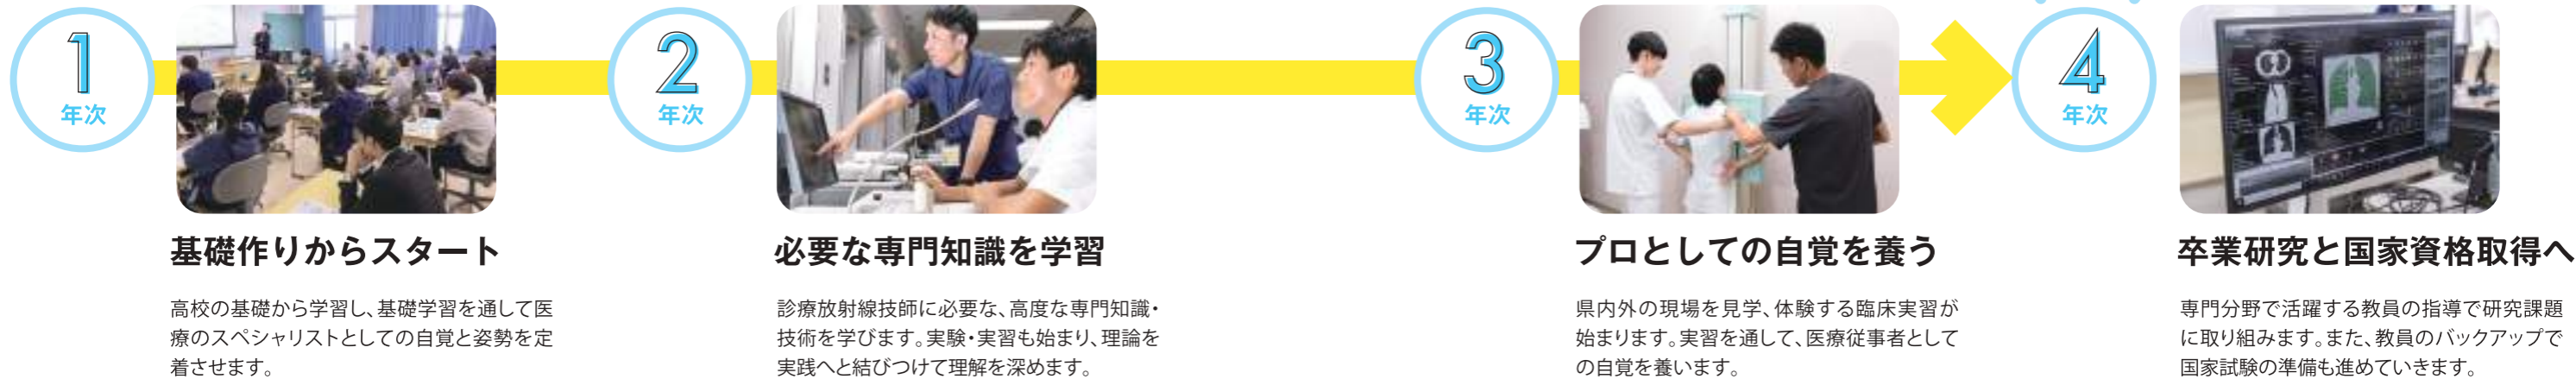 1
年次
基礎作りからスタート
高校の基礎から学習し、基礎学習を通して医
療のスペシャリストとしての自覚と姿勢を定
着させます。
2
年次
必要な専門知識を学習
診療放射線技師に必要な、高度な専門知識・
技術を学びます。実験・実習も始まり、理論を
実践へと結びつけて理解を深めます。
3
年次
プロとしての自覚を養う
県内外の現場を見学、体験する臨床実習が
始まります。実習を通して、医療従事者として
の自覚を養います。
4
年次
卒業研究と国家資格取得へ
専門分野で活躍する教員の指導で研究課題
に取り組みます。また、教員のバックアップで
国家試験の準備も進めていきます。